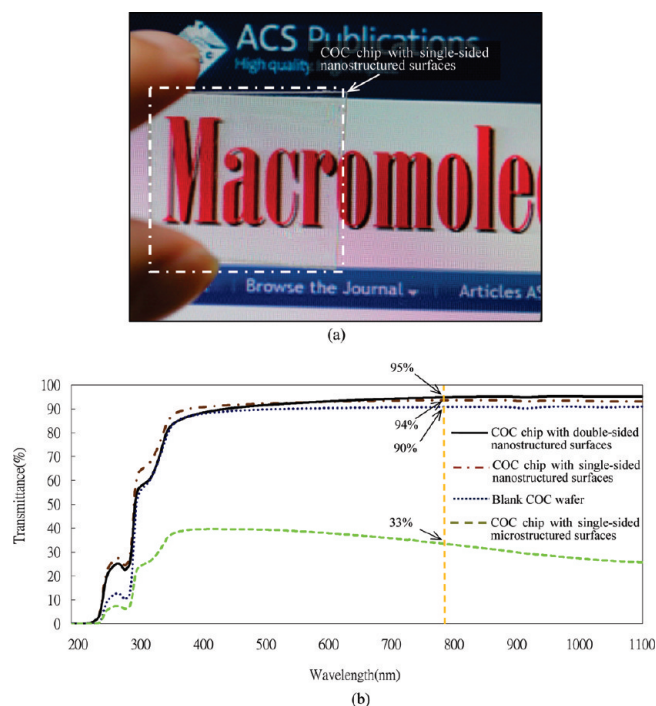 ACS Publications
High quality
COC chip with single-sided
nanostructured surfaces
Macromole
Browse the Journal
Articles AS
(a)
95%
94%
90%
33%
100
90
80
70
60
50
40
30
20
10
0
Transmittance(%)
COC chip with double-sided
nanostructured surfaces
COC chip with single-sided
nanostructured surfaces
Blank COC wafer
COC chip with single-sided
microstructured surfaces
200 300 400 500 600 700 800 900 1000 1100
Wavelength(nm)
(b)